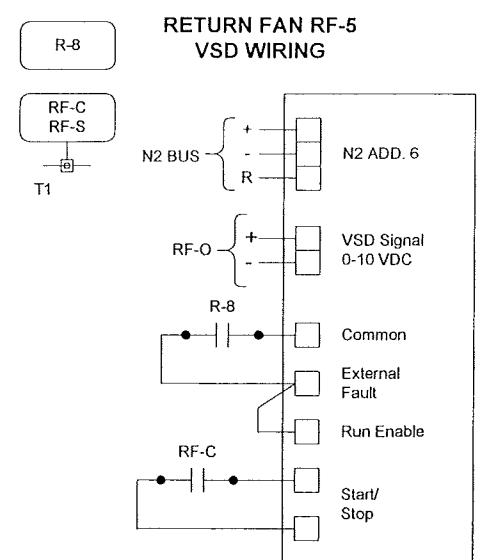 RETURN FAN RF-5
VSD WIRING
R-8
RF-C
RF-S
T1
N2 BUS
+
-
R
N2 ADD. 6
RF-O
+
-
VSD Signal
0-10 VDC
R-8
Common
External
Fault
Run Enable
RF-C
Start/
Stop